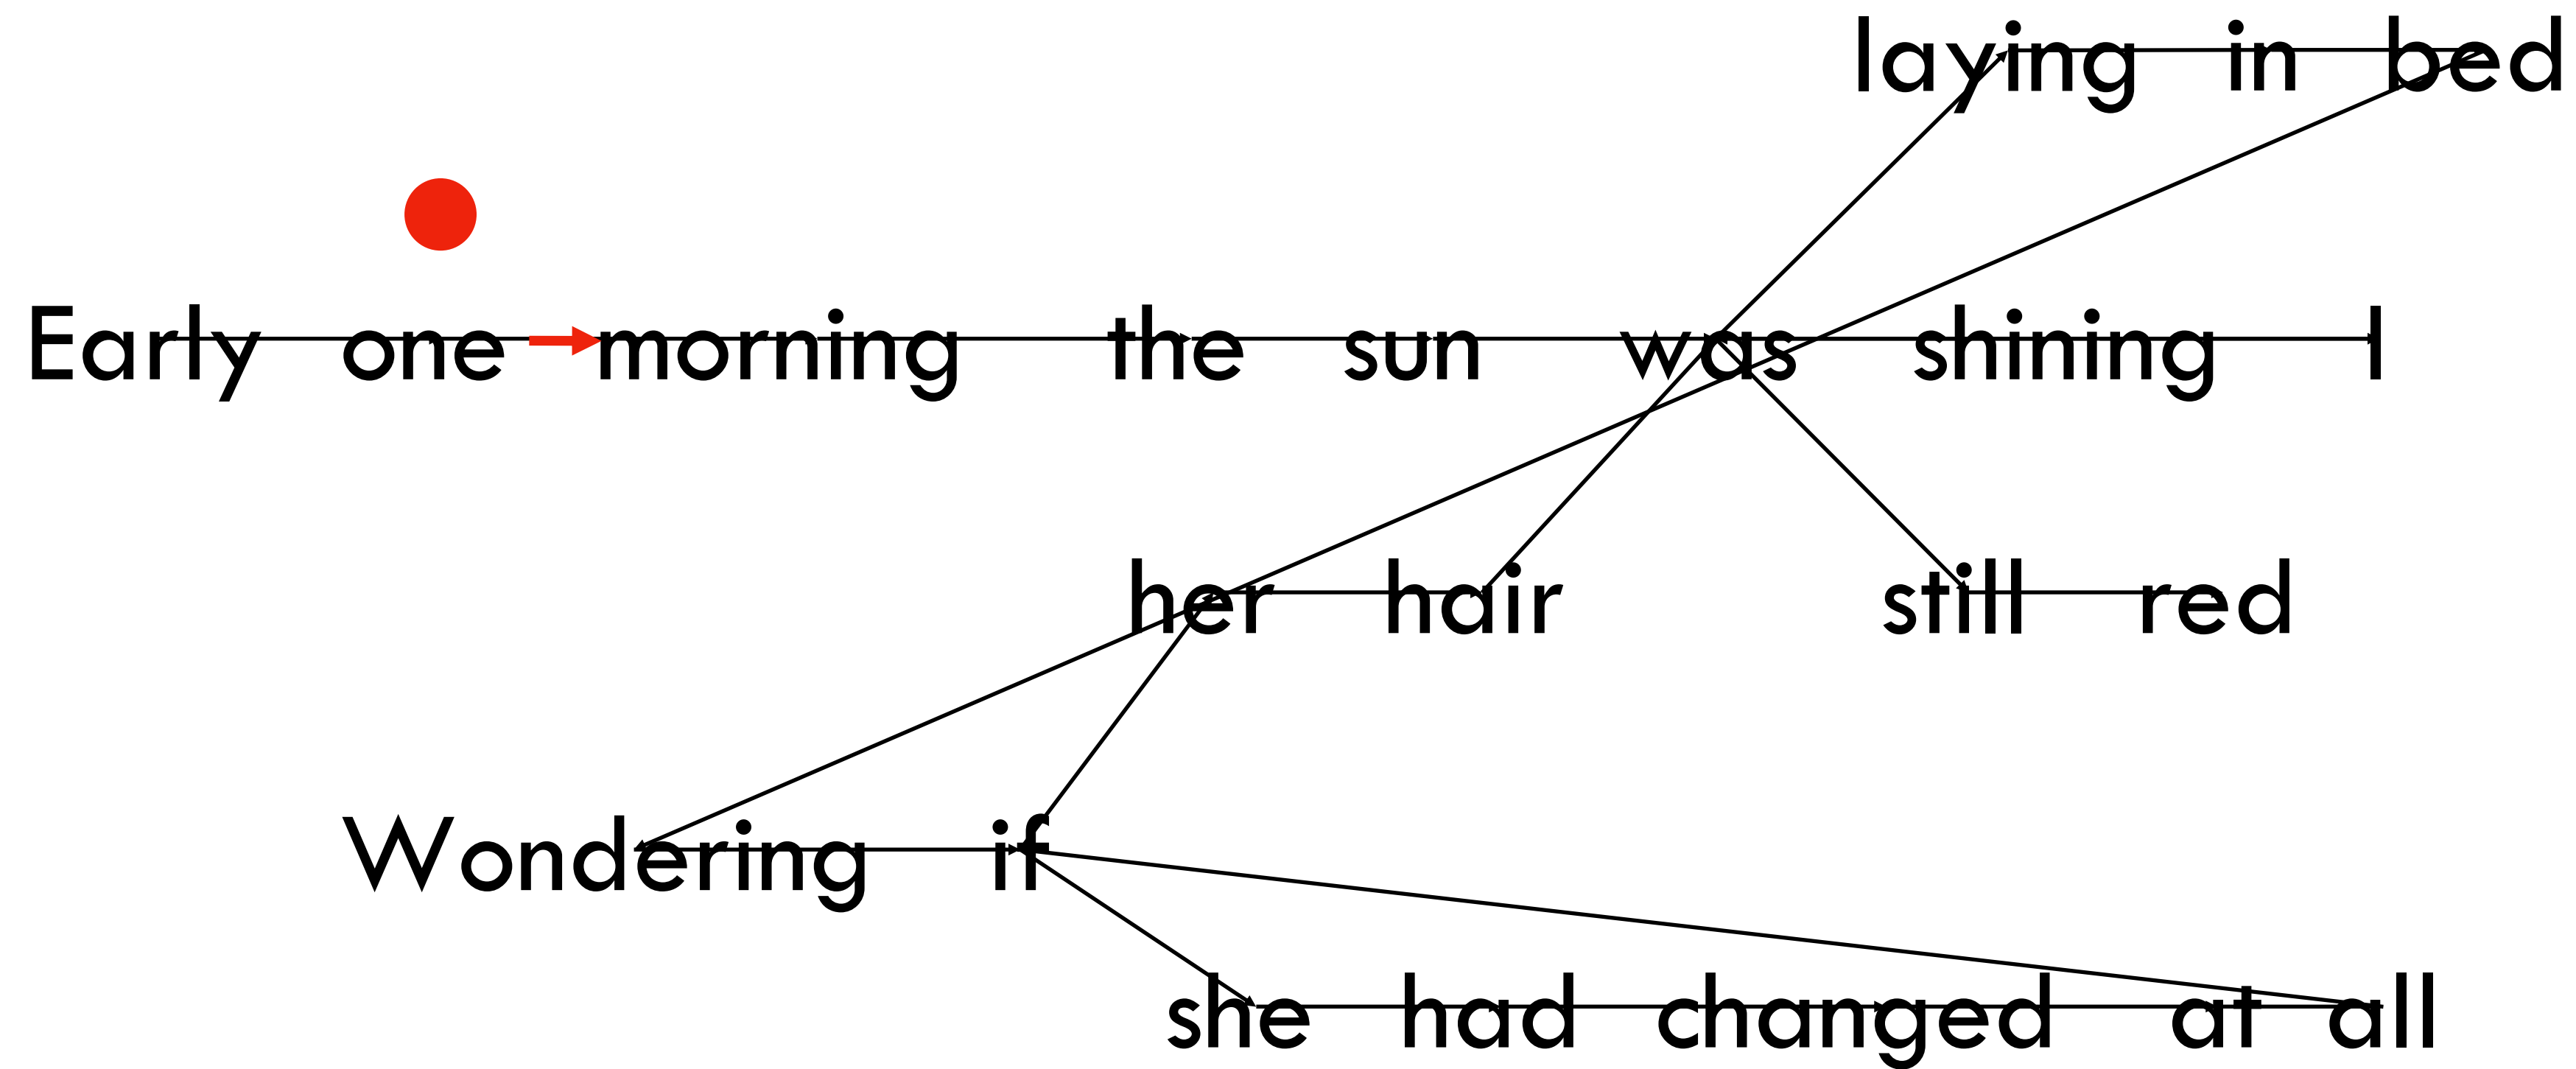 laying in bed
Early one morning the sun was shining I
her hair still red
Wondering if
she had changed at all